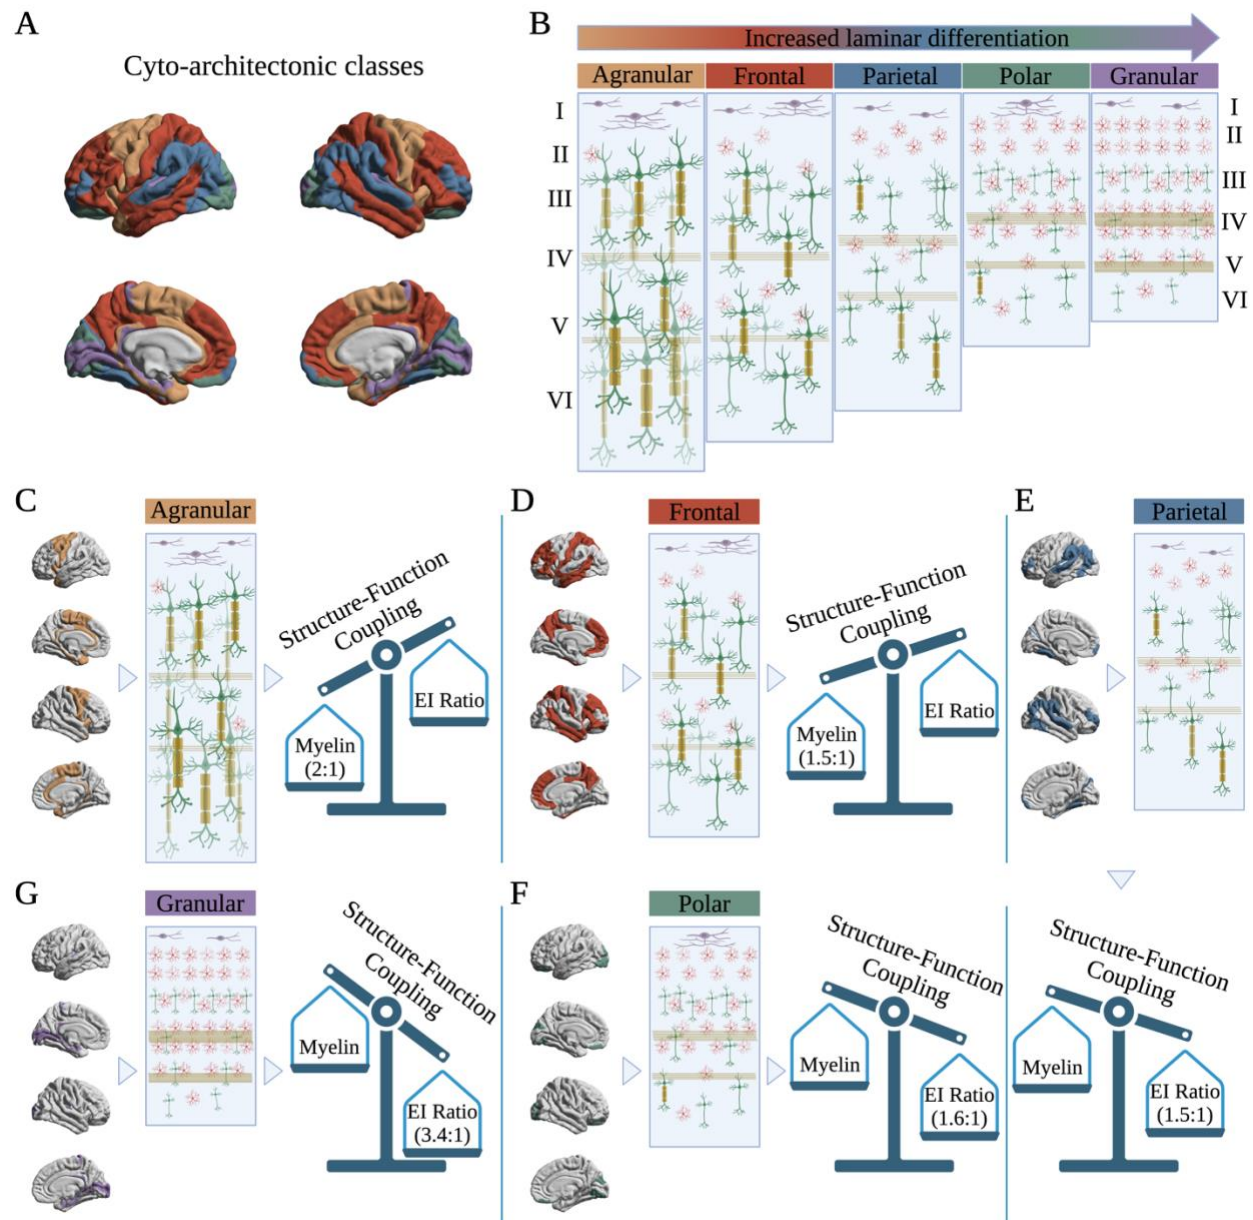 A
Cyto-architectonic classes
B
Increased laminar differentiation
Agranular Frontal Parietal Polar Granular
I
II
III
IV
V
VI
I
II
III
IV
V
VI
C
Agranular
Structure-Function
Coupling
Myelin
(2:1)
EI Ratio
D
Frontal
Structure-Function
Coupling
Myelin
(1.5:1)
EI Ratio
E
Parietal
G
Granular
Structure-Function
Coupling
Myelin
EI Ratio
(3.4:1)
F
Polar
Structure-Function
Coupling
Myelin
EI Ratio
(1.6:1)
Structure-Function
Coupling
Myelin
EI Ratio
(1.5:1)